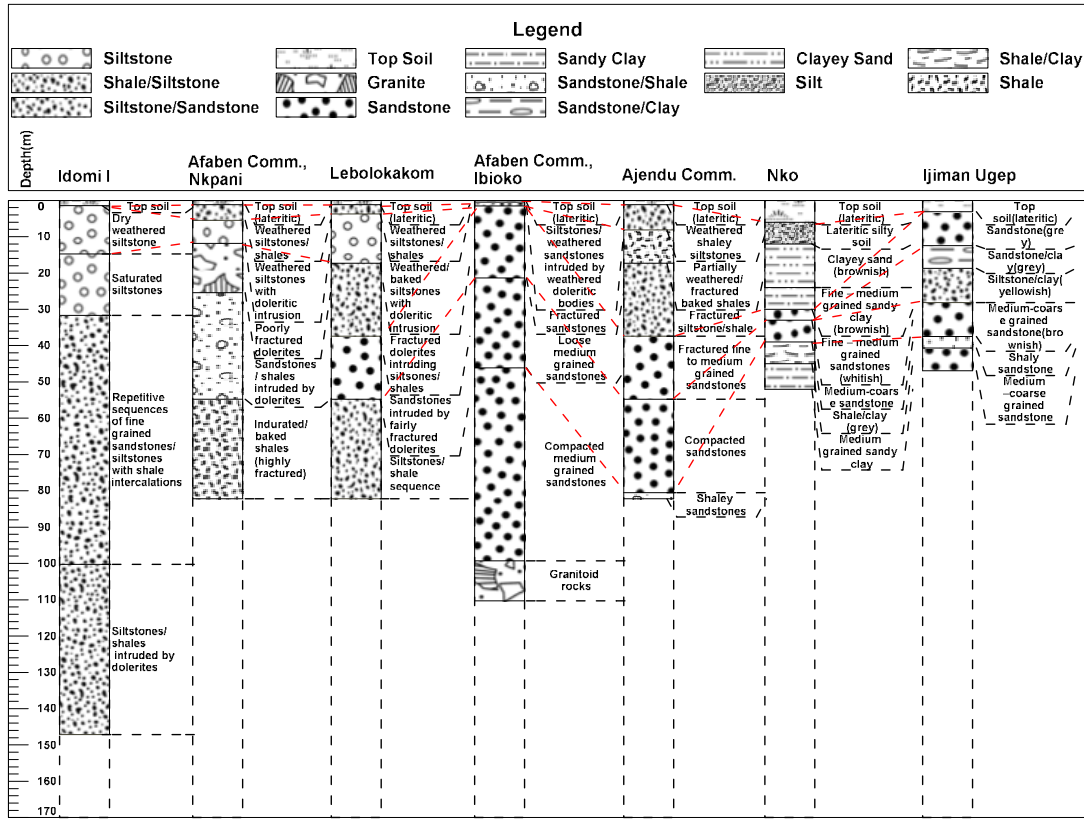 Legend
Siltstone
Top Soil
Sandy Clay
Clayey Sand
Shale/Clay
Shale/Siltstone
Granite
Sandstone/Shale
Silt
Shale
Siltstone/Sandstone
Sandstone
Sandstone/Clay
Depth(m)
Idomi I
Afaben Comm.,
Nkpani
Lebolokakom
Afaben Comm.,
Ibioko
Ajendu Comm.
Nko
Ijiman Ugep
0
10
20
30
40
50
60
70
80
90
100
110
120
130
140
150
160
170
Top soil
Dry
weathered
siltstone
Saturated
siltstones
Repetitive
sequences
of fine
grained
sandstones/
siltstones
with shale
intercalations
Siltstones/
shales
intruded by
dolerites
Top soil
(lateritic)
Weathered
siltstones/
shales
Weathered
siltstones
with
doleritic
intrusion
Poorly
fractured
dolerites
Sandstones
/ shales
intruded by
dolerites
Indurated/
baked
shales
(highly
fractured)
Top soil
(lateritic)
Weathered
siltstones/
shales
Weathered/
baked
siltstones
with
doleritic
intrusion
Fractured
dolerites
intruding
siltstones/
shales
Sandstones
intruded by
fairly
fractured
dolerites
Siltstones/
shale
sequence
Top soil
(lateritic)
Siltstones/
weathered
sandstones
intruded by
weathered
doleritic
bodies
Fractured
sandstones
Loose
medium
grained
sandstones
Compacted
medium
grained
sandstones
Granitoid
rocks
Top soil
(lateritic)
Weathered
shaley
siltstones
Partially
weathered/
fractured
baked shales
Fractured
siltstone/shale
Fractured fine
to medium
grained
sandstones
Compacted
sandstones
Shaley
sandstones
Top soil
(lateritic)
Lateritic silty
soil
Clayey sand
(brownish)
Fine -medium
grained sandy
clay
(brownish)
Fine -medium
grained
sandstones
(whitish)
Medium-coars
e sandstone
Shale/clay
(grey)
Medium
grained sandy
clay
Top
soil(lateritic)
Sandstone(gre
y)
Sandstone/cla
y(grey)
Siltstone/clay(
yellowish)
Medium-coars
e grained
sandstone(bro
wnish)
Shaly
sandstone
Medium
-coarse
grained
sandstone